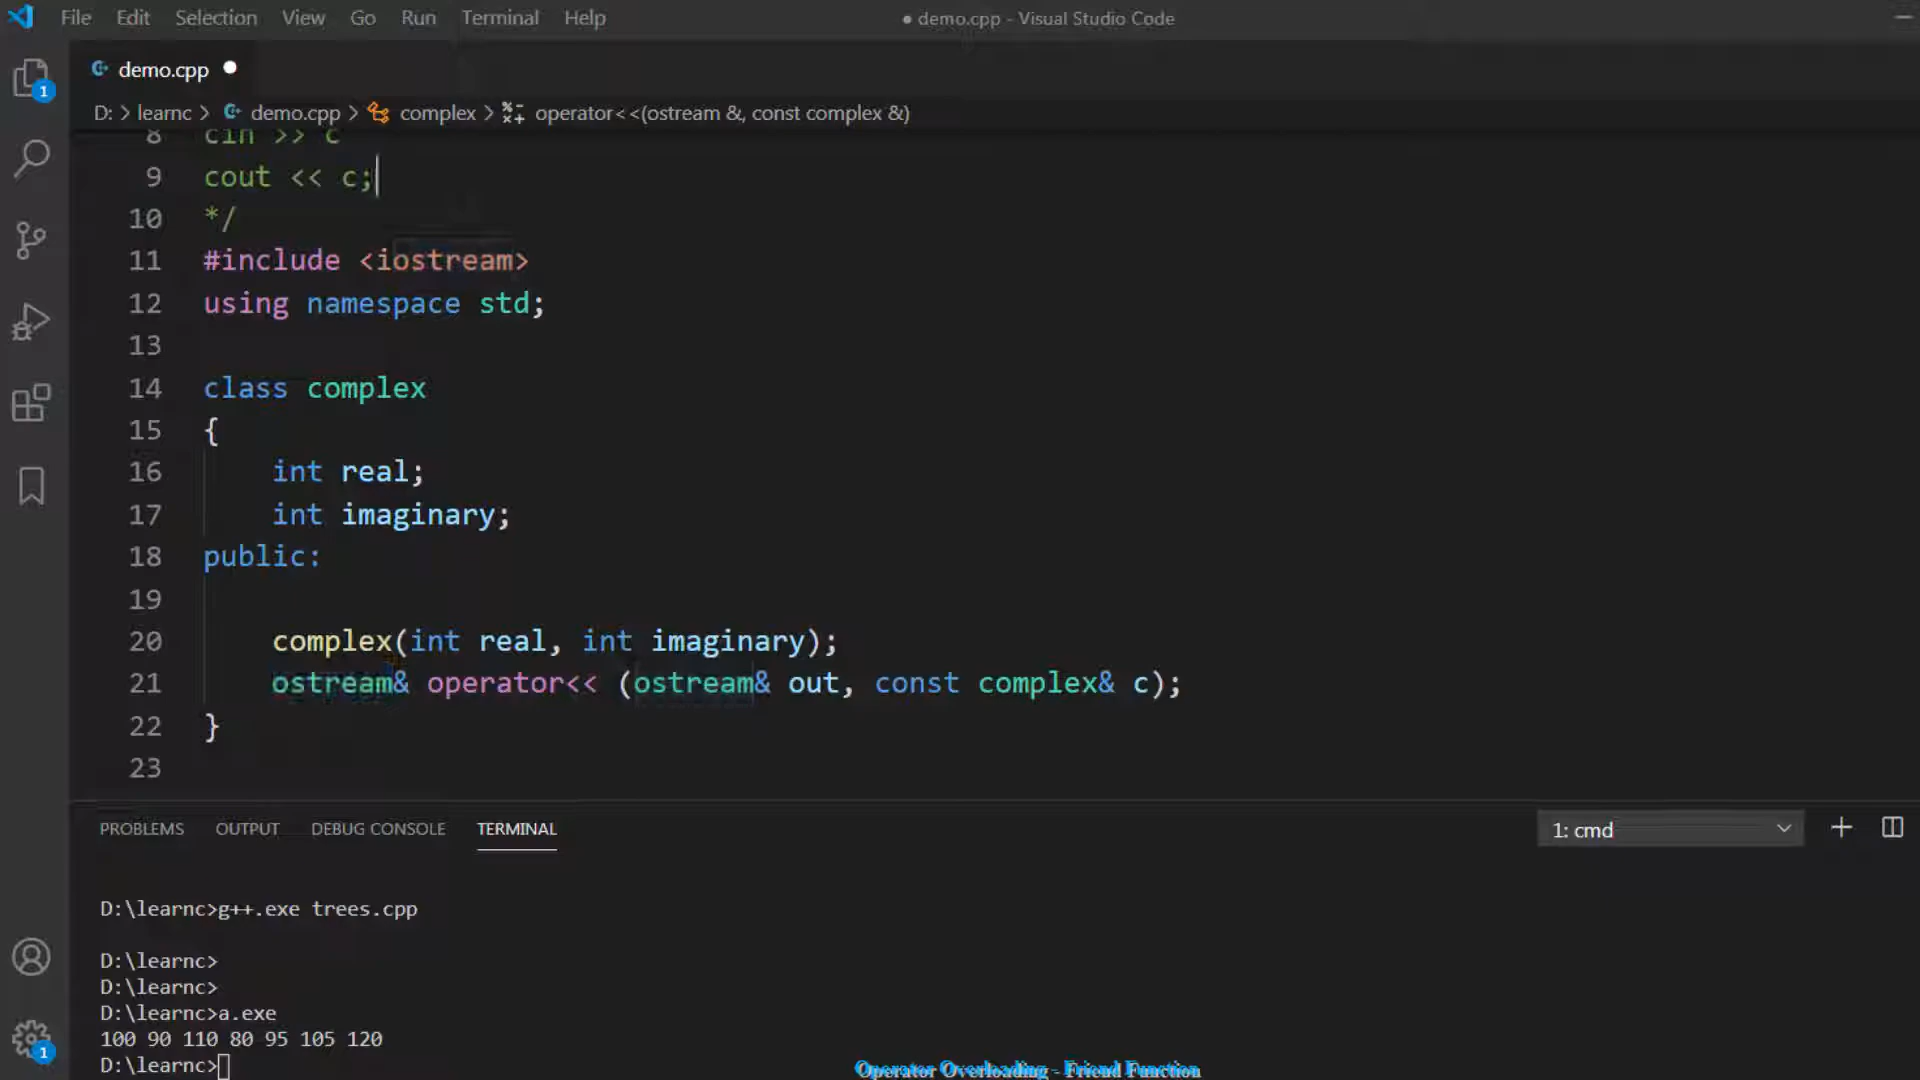 File Edit Selection View Go Run Terminal Help ● demo.cpp - Visual Studio Code
demo.cpp ●
D: > learnc > demo.cpp > complex > operator<<(ostream &, const complex &)
8 cin >> c
9 cout << c;
10 */
11 #include <iostream>
12 using namespace std;
13
14 class complex
15 {
16 int real;
17 int imaginary;
18 public:
19
20 complex(int real, int imaginary);
21 ostream& operator<< (ostream& out, const complex& c);
22 }
23
PROBLEMS OUTPUT DEBUG CONSOLE TERMINAL 1: cmd
D:\learnc>g++.exe trees.cpp
D:\learnc>
D:\learnc>
D:\learnc>a.exe
100 90 110 80 95 105 120
D:\learnc>
Operator Overloading - Friend Function
1
1